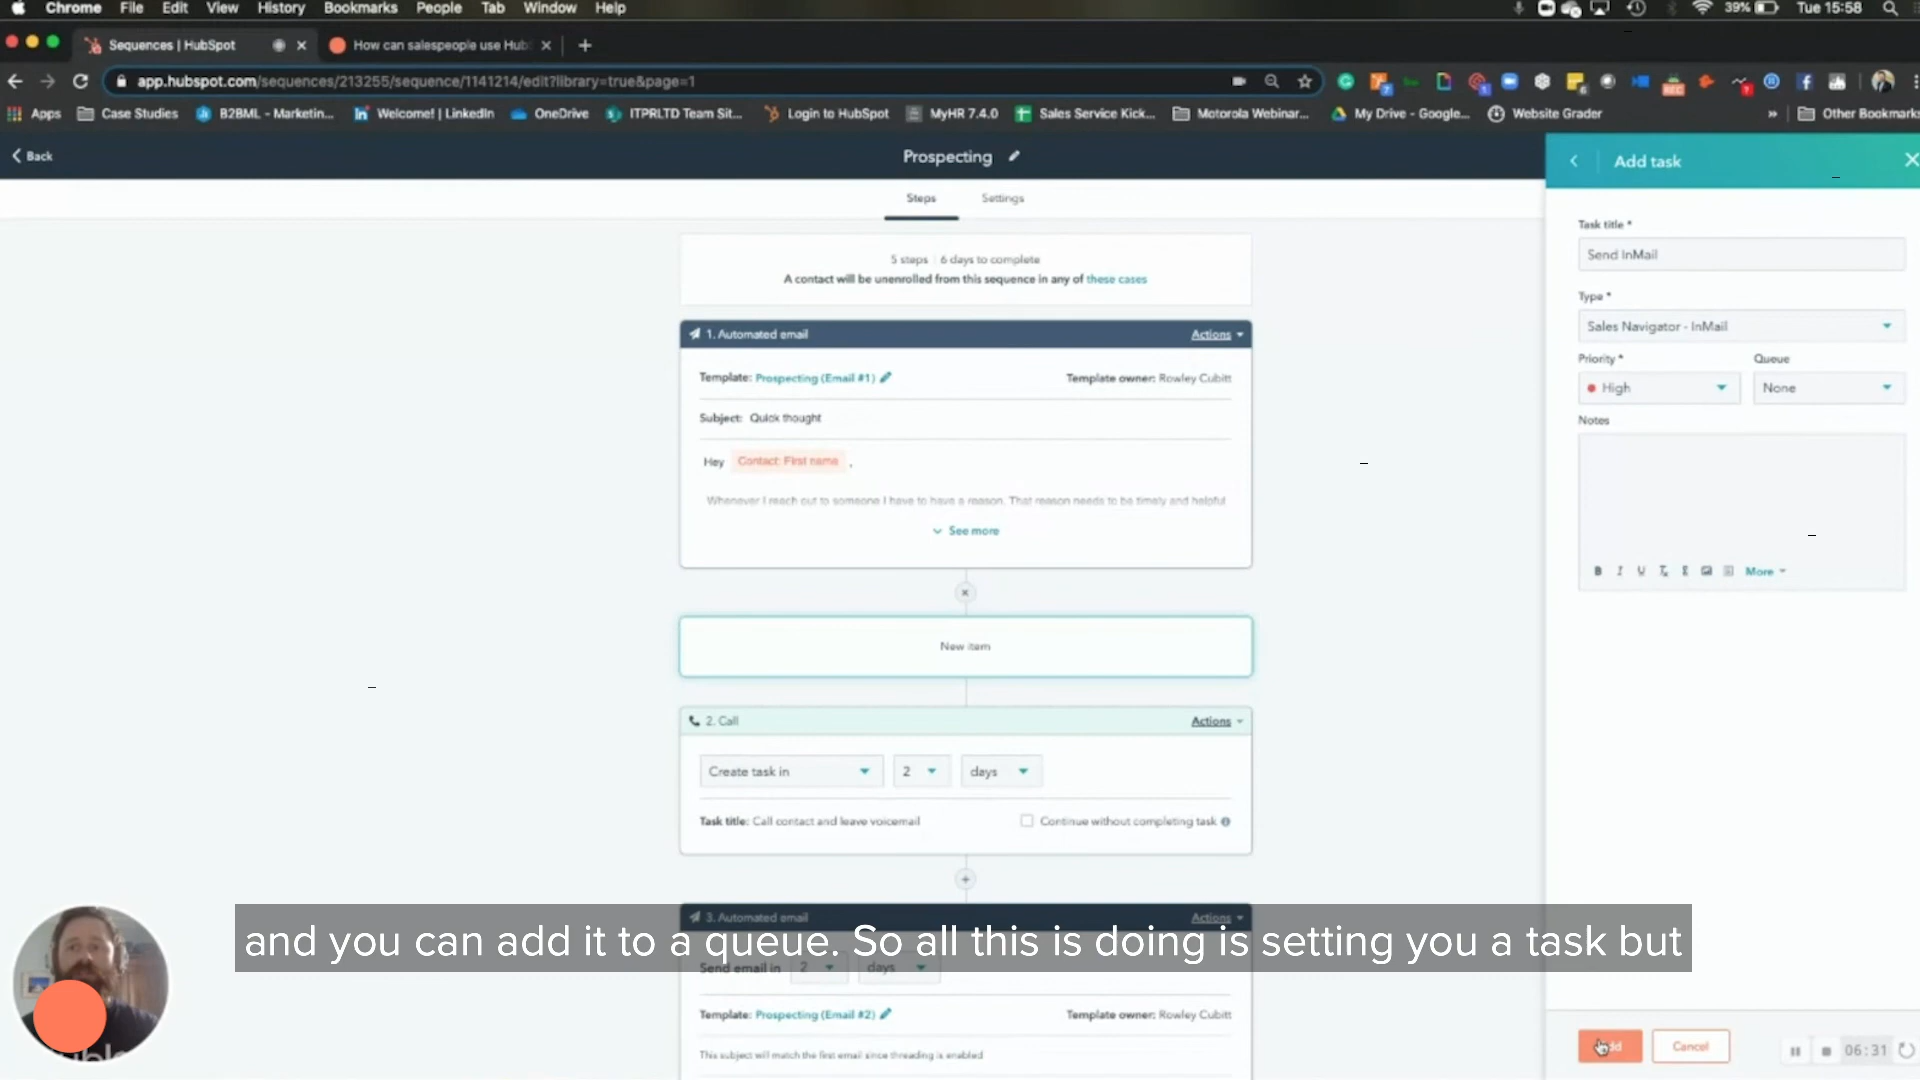 Chrome File Edit View History Bookmarks People Tab Window Help 39% Tue 15:58
Sequences | HubSpot How can salespeople use Hub
app.hubspot.com/sequences/213255/sequence/1141214/edit?library=true&page=1
Apps Case Studies B2BML - Marketin... Welcome! | LinkedIn OneDrive ITPRLTD Team Sit... Login to HubSpot MyHR 7.4.0 Sales Service Kick... Motorola Webinar... My Drive - Google... Website Grader » Other Bookmarks
Back
Prospecting
Add task
Steps Settings
5 steps 6 days to complete
A contact will be unenrolled from this sequence in any of these cases
Task title *
Send InMail
Type *
Sales Navigator - InMail
Priority * Queue
High None
Notes
B I U More
1. Automated email Actions
Template: Prospecting (Email #1) Template owner: Rowley Cubitt
Subject: Quick thought
Hey Contact: First name ,
Whenever I reach out to someone I have to have a reason. That reason needs to be timely and helpful
See more
New item
2. Call Actions
Create task in 2 days
Task title: Call contact and leave voicemail Continue without completing task
3. Automated email Actions
and you can add it to a queue. So all this is doing is setting you a task but
Send email in 2 days
Template: Prospecting (Email #2) Template owner: Rowley Cubitt
This subject will match the first email since threading is enabled
Cancel
06:31